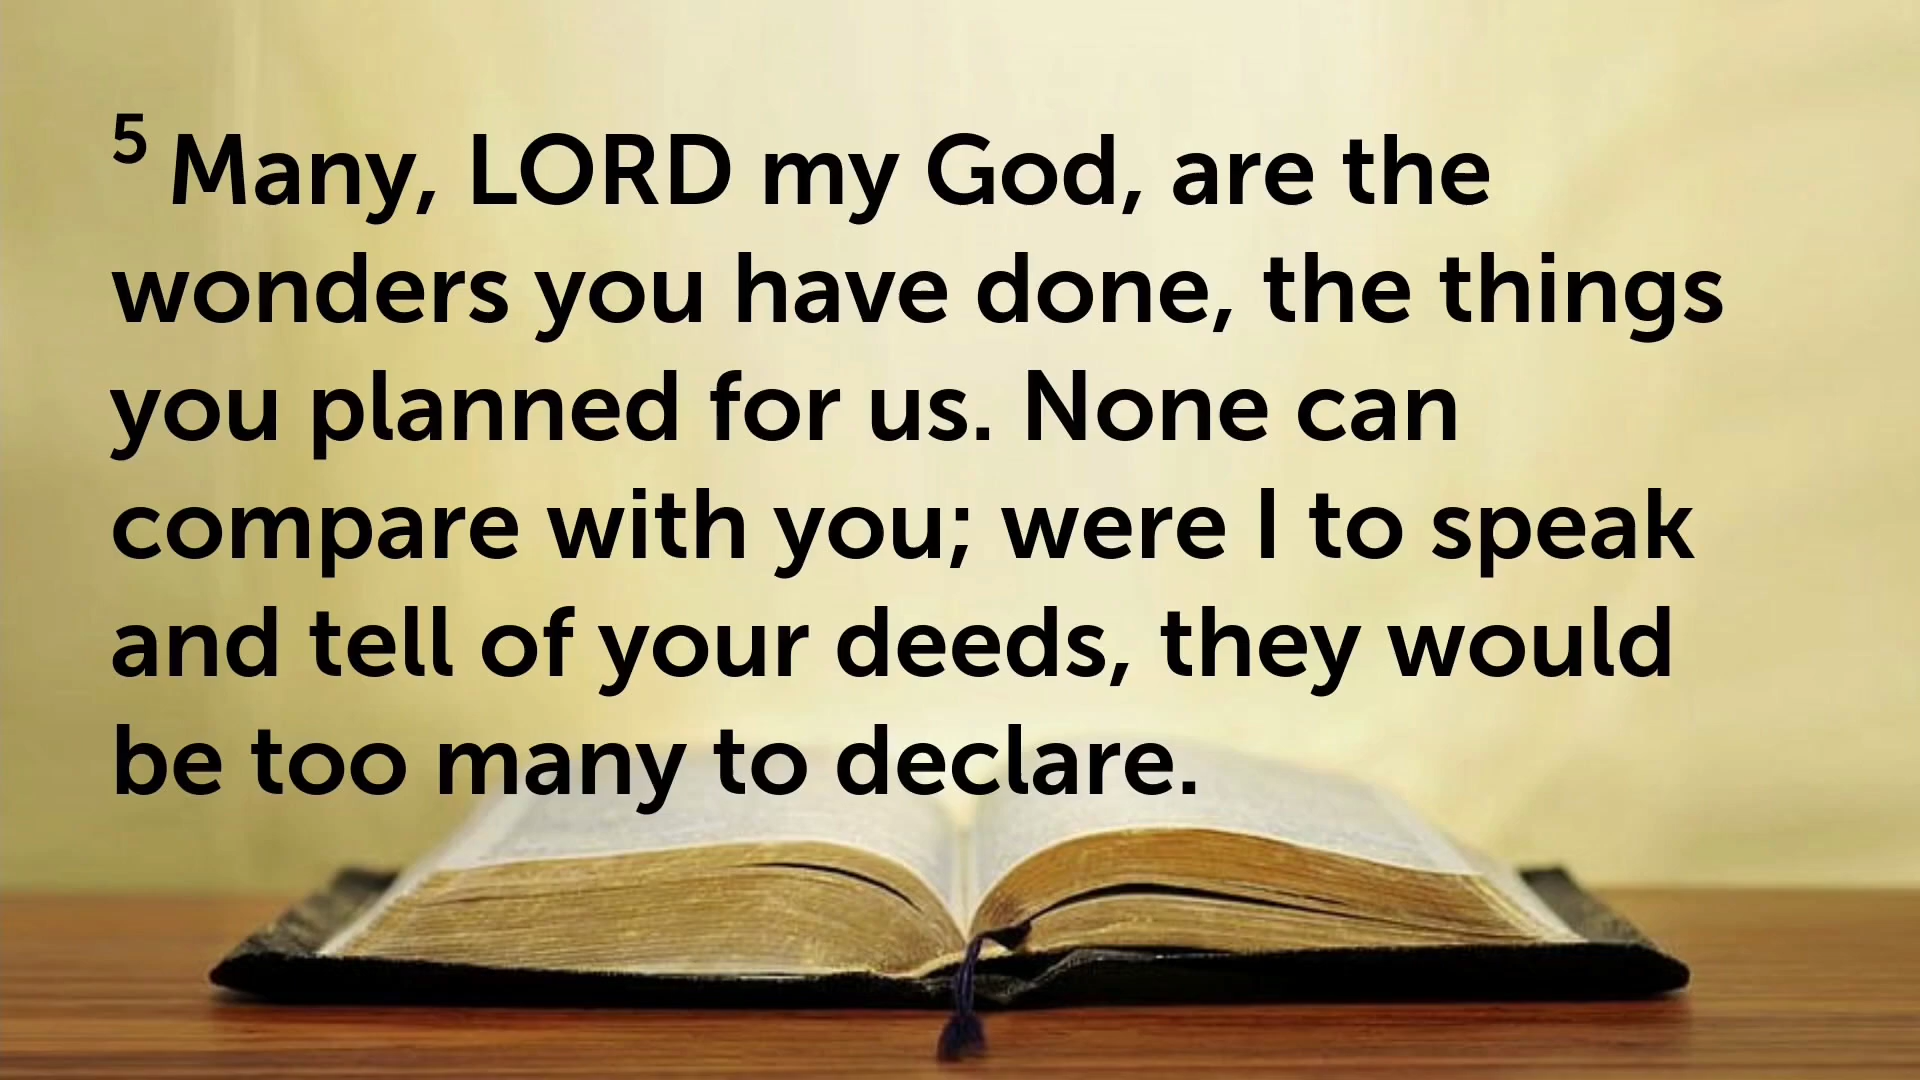 5 Many, LORD my God, are the
wonders you have done, the things
you planned for us. None can
compare with you; were I to speak
and tell of your deeds, they would
be too many to declare.